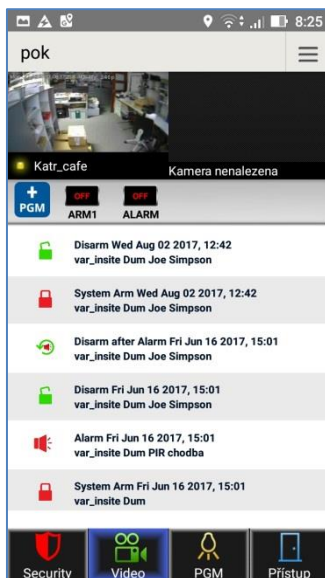 8:25
pok
Katr_cafe
Kamera nenalezena
+
PGM
OFF
ARM1
OFF
ALARM
Disarm Wed Aug 02 2017, 12:42
var_insite Dum Joe Simpson
System Arm Wed Aug 02 2017, 12:42
var_insite Dum Joe Simpson
Disarm after Alarm Fri Jun 16 2017, 15:01
var_insite Dum Joe Simpson
Disarm Fri Jun 16 2017, 15:01
var_insite Dum Joe Simpson
Alarm Fri Jun 16 2017, 15:01
var_insite Dum PIR chodba
System Arm Fri Jun 16 2017, 15:01
var_insite Dum
Security
Video
PGM
Přístup